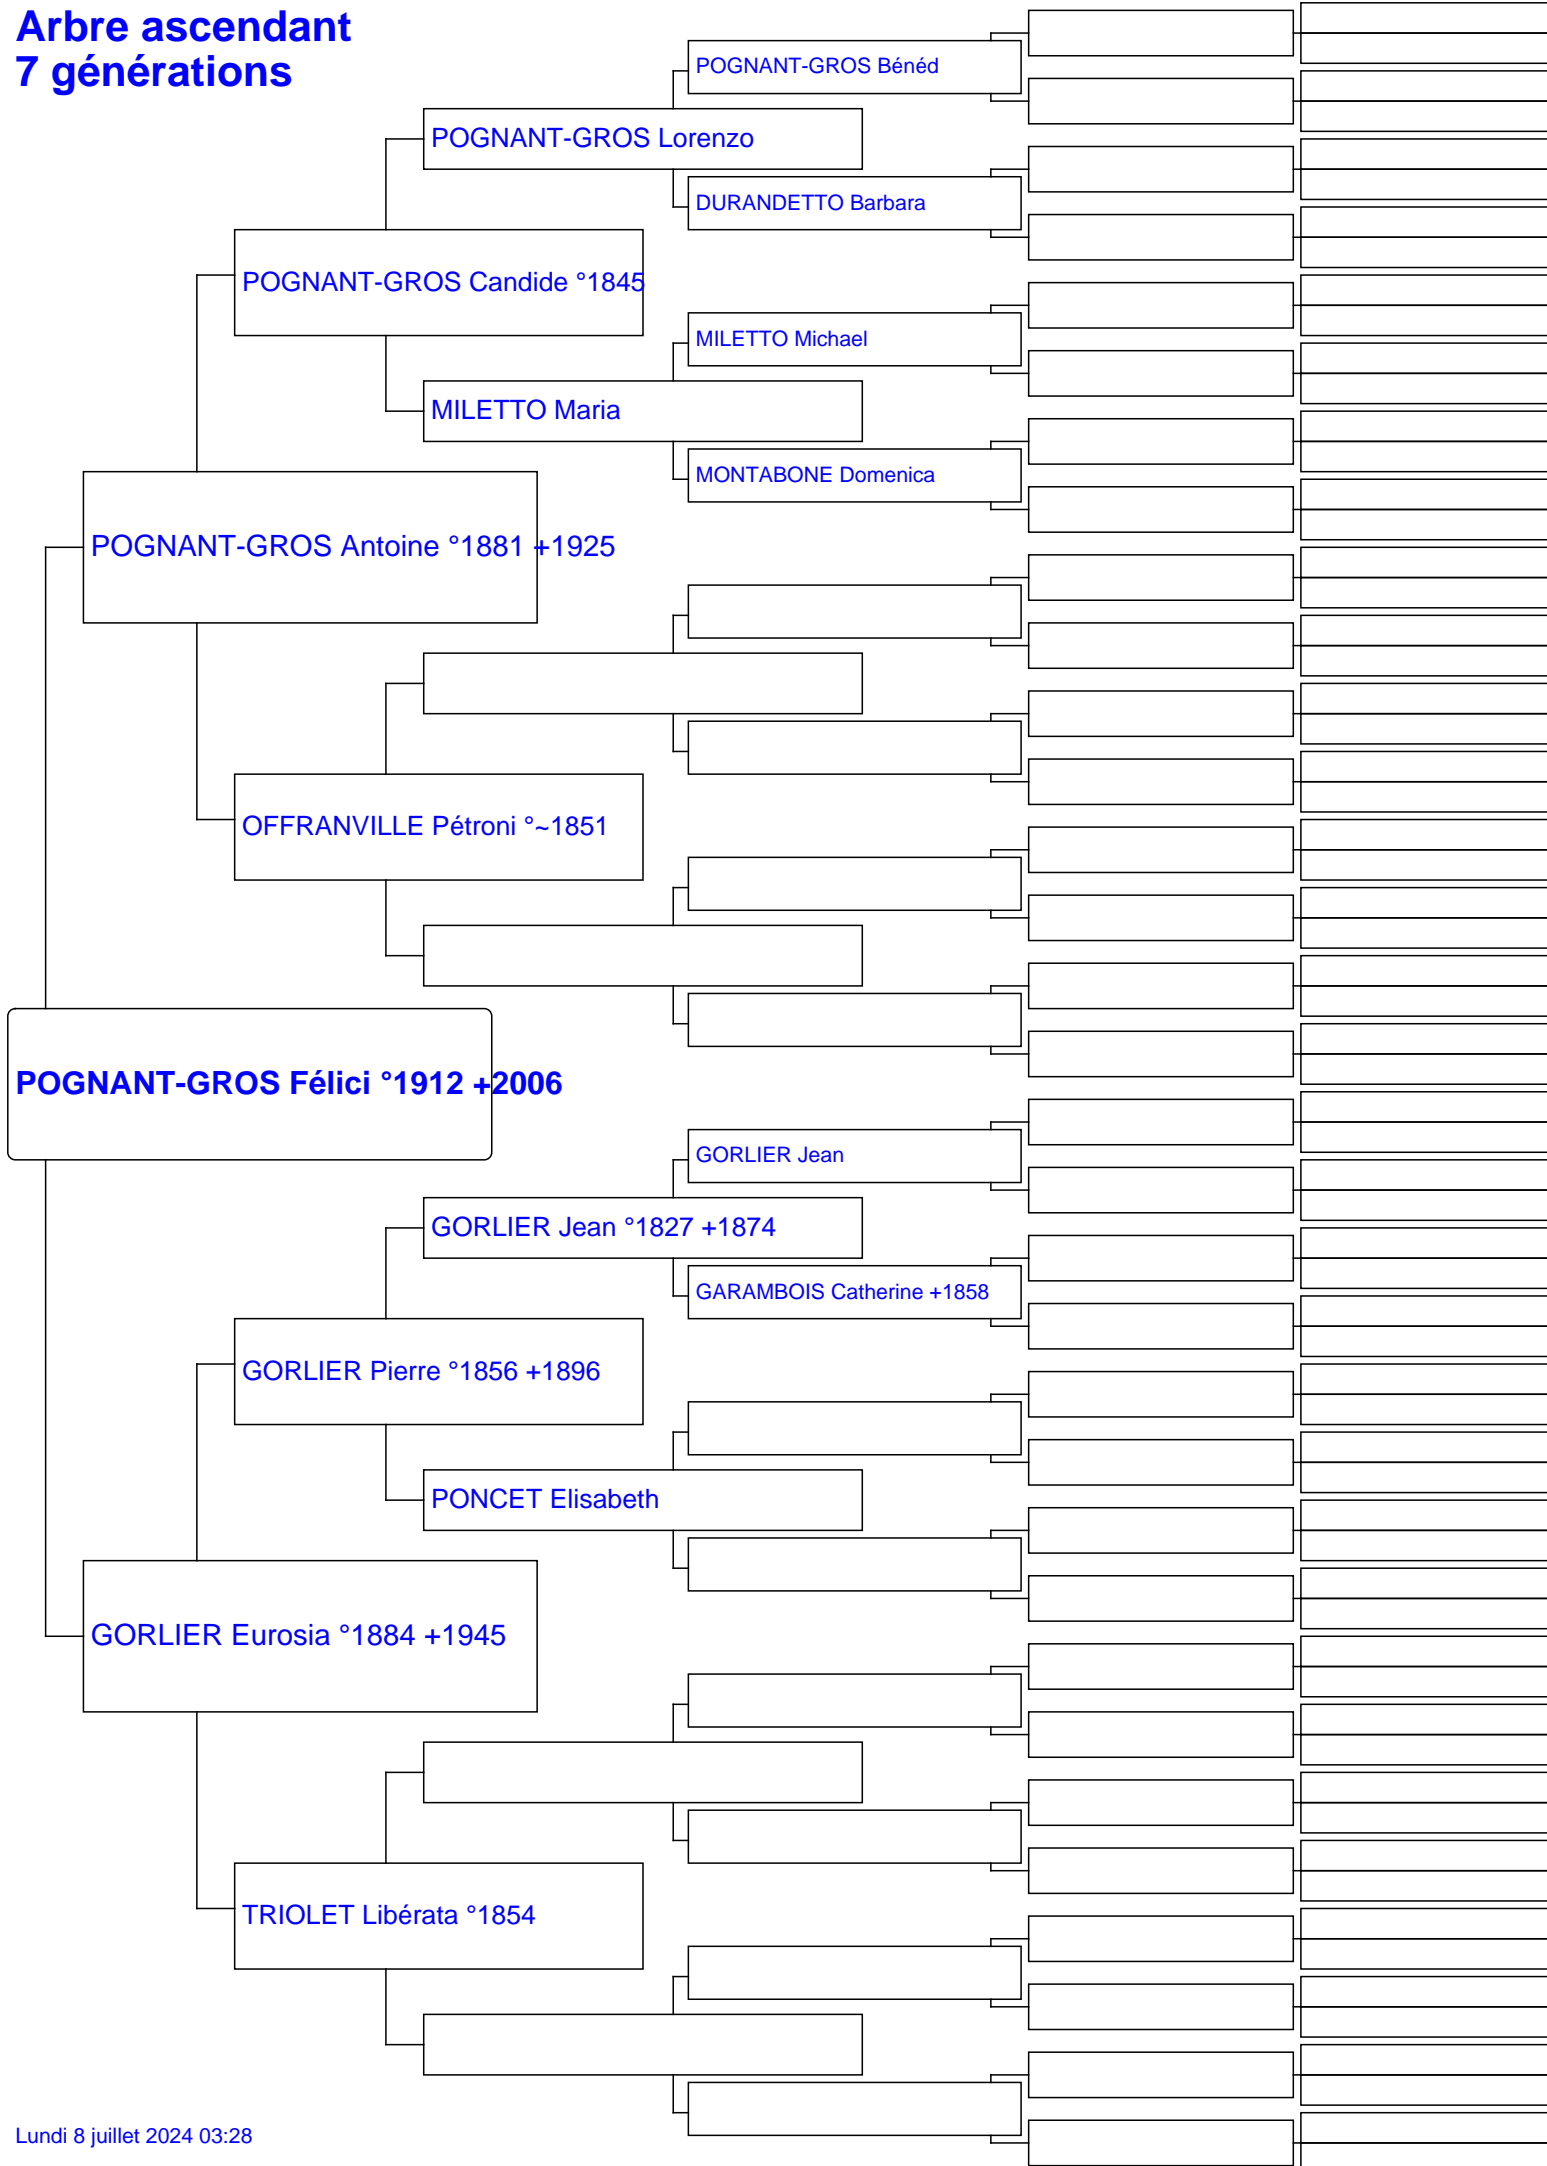 Arbre ascendant
7 générations
POGNANT-GROS Bénéd
POGNANT-GROS Lorenzo
DURANDETTO Barbara
POGNANT-GROS Candide °1845
MILETTO Michael
MILETTO Maria
MONTABONE Domenica
POGNANT-GROS Antoine °1881 +1925
OFFRANVILLE Pétroni °~1851
POGNANT-GROS Félici °1912 +2006
GORLIER Jean
GORLIER Jean °1827 +1874
GARAMBOIS Catherine +1858
GORLIER Pierre °1856 +1896
PONCET Elisabeth
GORLIER Eurosia °1884 +1945
TRIOLET Libérata °1854
Lundi 8 juillet 2024 03:28